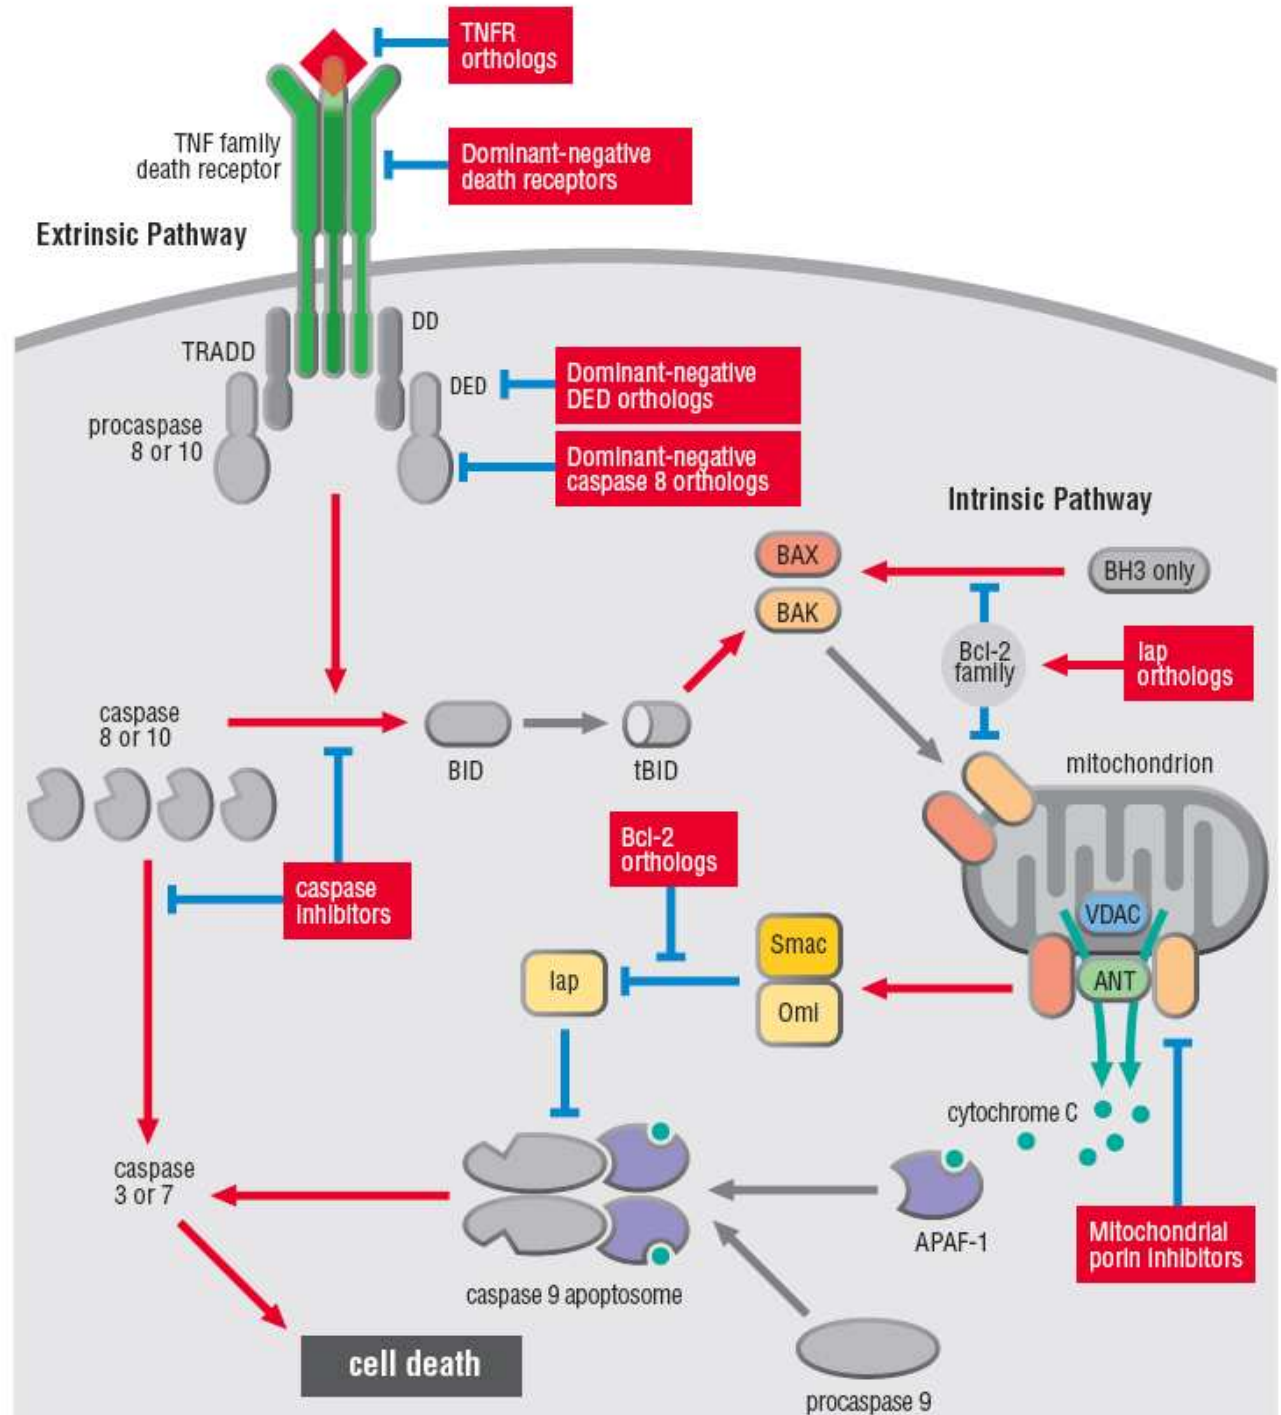 TNFR
orthologs
TNF family
death receptor
Dominant-negative
death receptors
Extrinsic Pathway
DD
TRADD
DED
Dominant-negative
DED orthologs
procaspase
8 or 10
Dominant-negative
caspase 8 orthologs
Intrinsic Pathway
BAX
BH3 only
BAK
Bcl-2
family
Iap
orthologs
caspase
8 or 10
BID
tBID
mitochondrion
Bcl-2
orthologs
caspase
inhibitors
VDAC
Smac
Iap
ANT
Omi
cytochrome C
caspase
3 or 7
APAF-1
Mitochondrial
porin inhibitors
caspase 9 apoptosome
cell death
procaspase 9